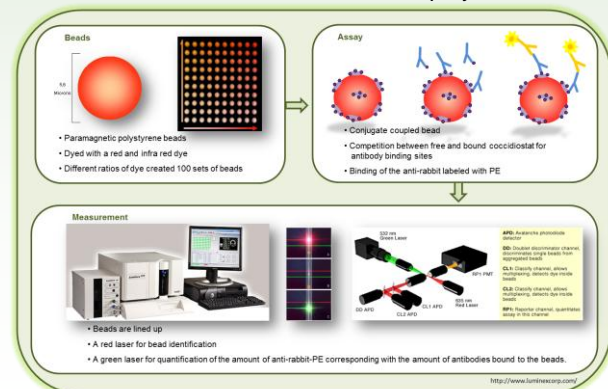 Beads
5,6
Micron
• Paramagnetic polystyrene beads
• Dyed with a red and infra red dye
• Different ratios of dye created 100 sets of beads
Assay
• Conjugate coupled bead
• Competition between free and bound coccidiostat for
antibody binding sites
• Binding of the anti-rabbit labeled with PE
Measurement
532 nm
Green Laser
RP1 PMT
DD APD
CL2 APD
CL1 APD
635 nm
Red Laser
APD: Avalanche photodiode
detector
DD: Doublet discriminator channel,
discriminates single beads from
aggregated beads
CL1: Classify channel, allows
multiplexing, detects dye inside
beads
CL2: Classify channel, allows
multiplexing, detects dye inside
beads
RP1: Reporter channel, quantitates
assay in this channel
• Beads are lined up
• A red laser for bead identification
• A green laser for quantification of the amount of anti-rabbit-PE corresponding with the amount of antibodies bound to the beads.
http://www.luminexcorp.com/